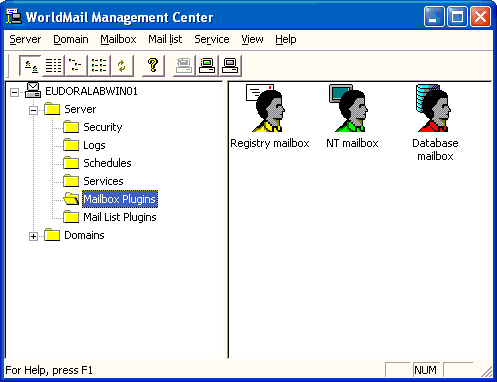 WorldMail Management Center
Server Domain Mailbox Mail list Service View Help
EUDORALABWIN01
Server
Security
Logs
Schedules
Services
Mailbox Plugins
Mail List Plugins
Domains
Registry mailbox NT mailbox Database
mailbox
For Help, press F1 NUM